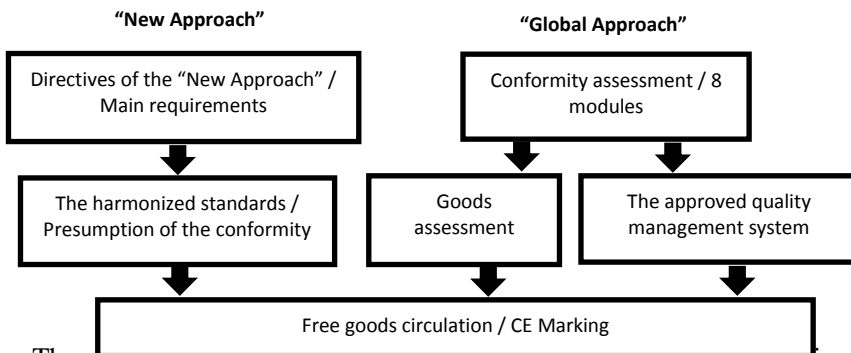 “New Approach”
“Global Approach”
Directives of the “New Approach” /
Main requirements
Conformity assessment / 8
modules
The harmonized standards /
Presumption of the conformity
Goods
assessment
The approved quality
management system
Free goods circulation / CE Marking